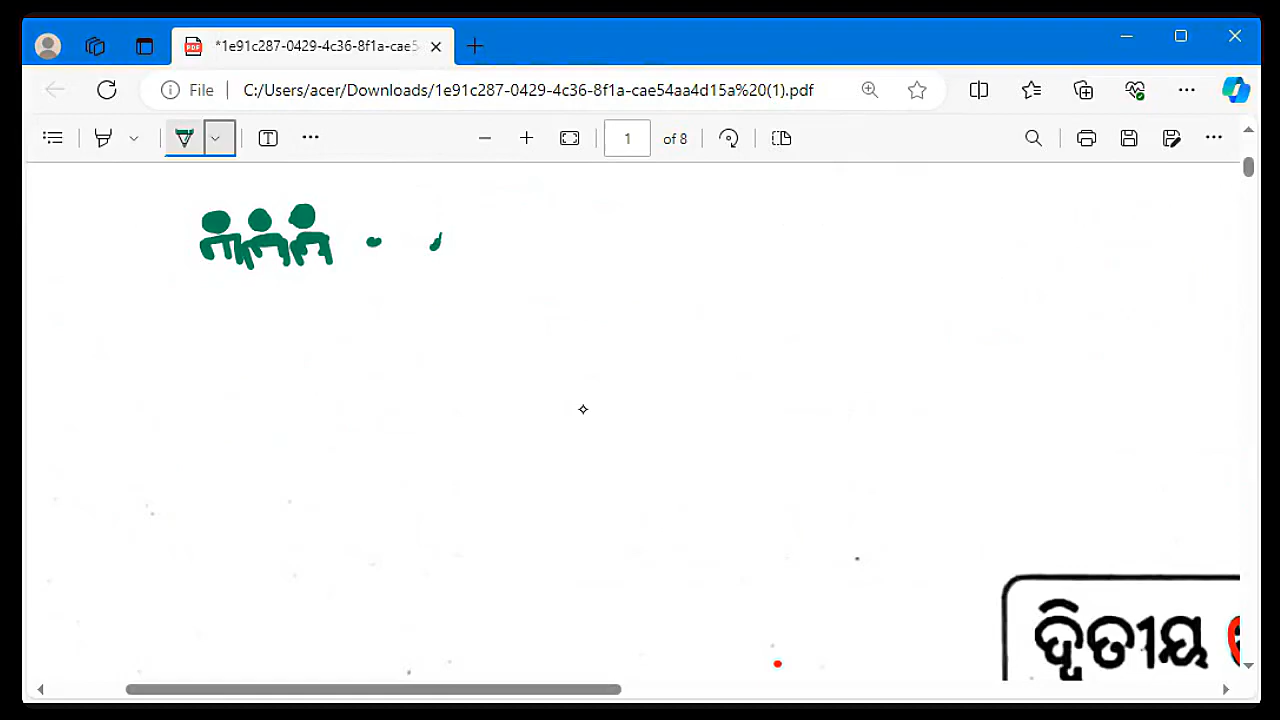 *1e91c287-0429-4c36-8f1a-cae5
File C:/Users/acer/Downloads/1e91c287-0429-4c36-8f1a-cae54aa4d15a%20(1).pdf
1 of 8
ଦ୍ଵିତୀୟ